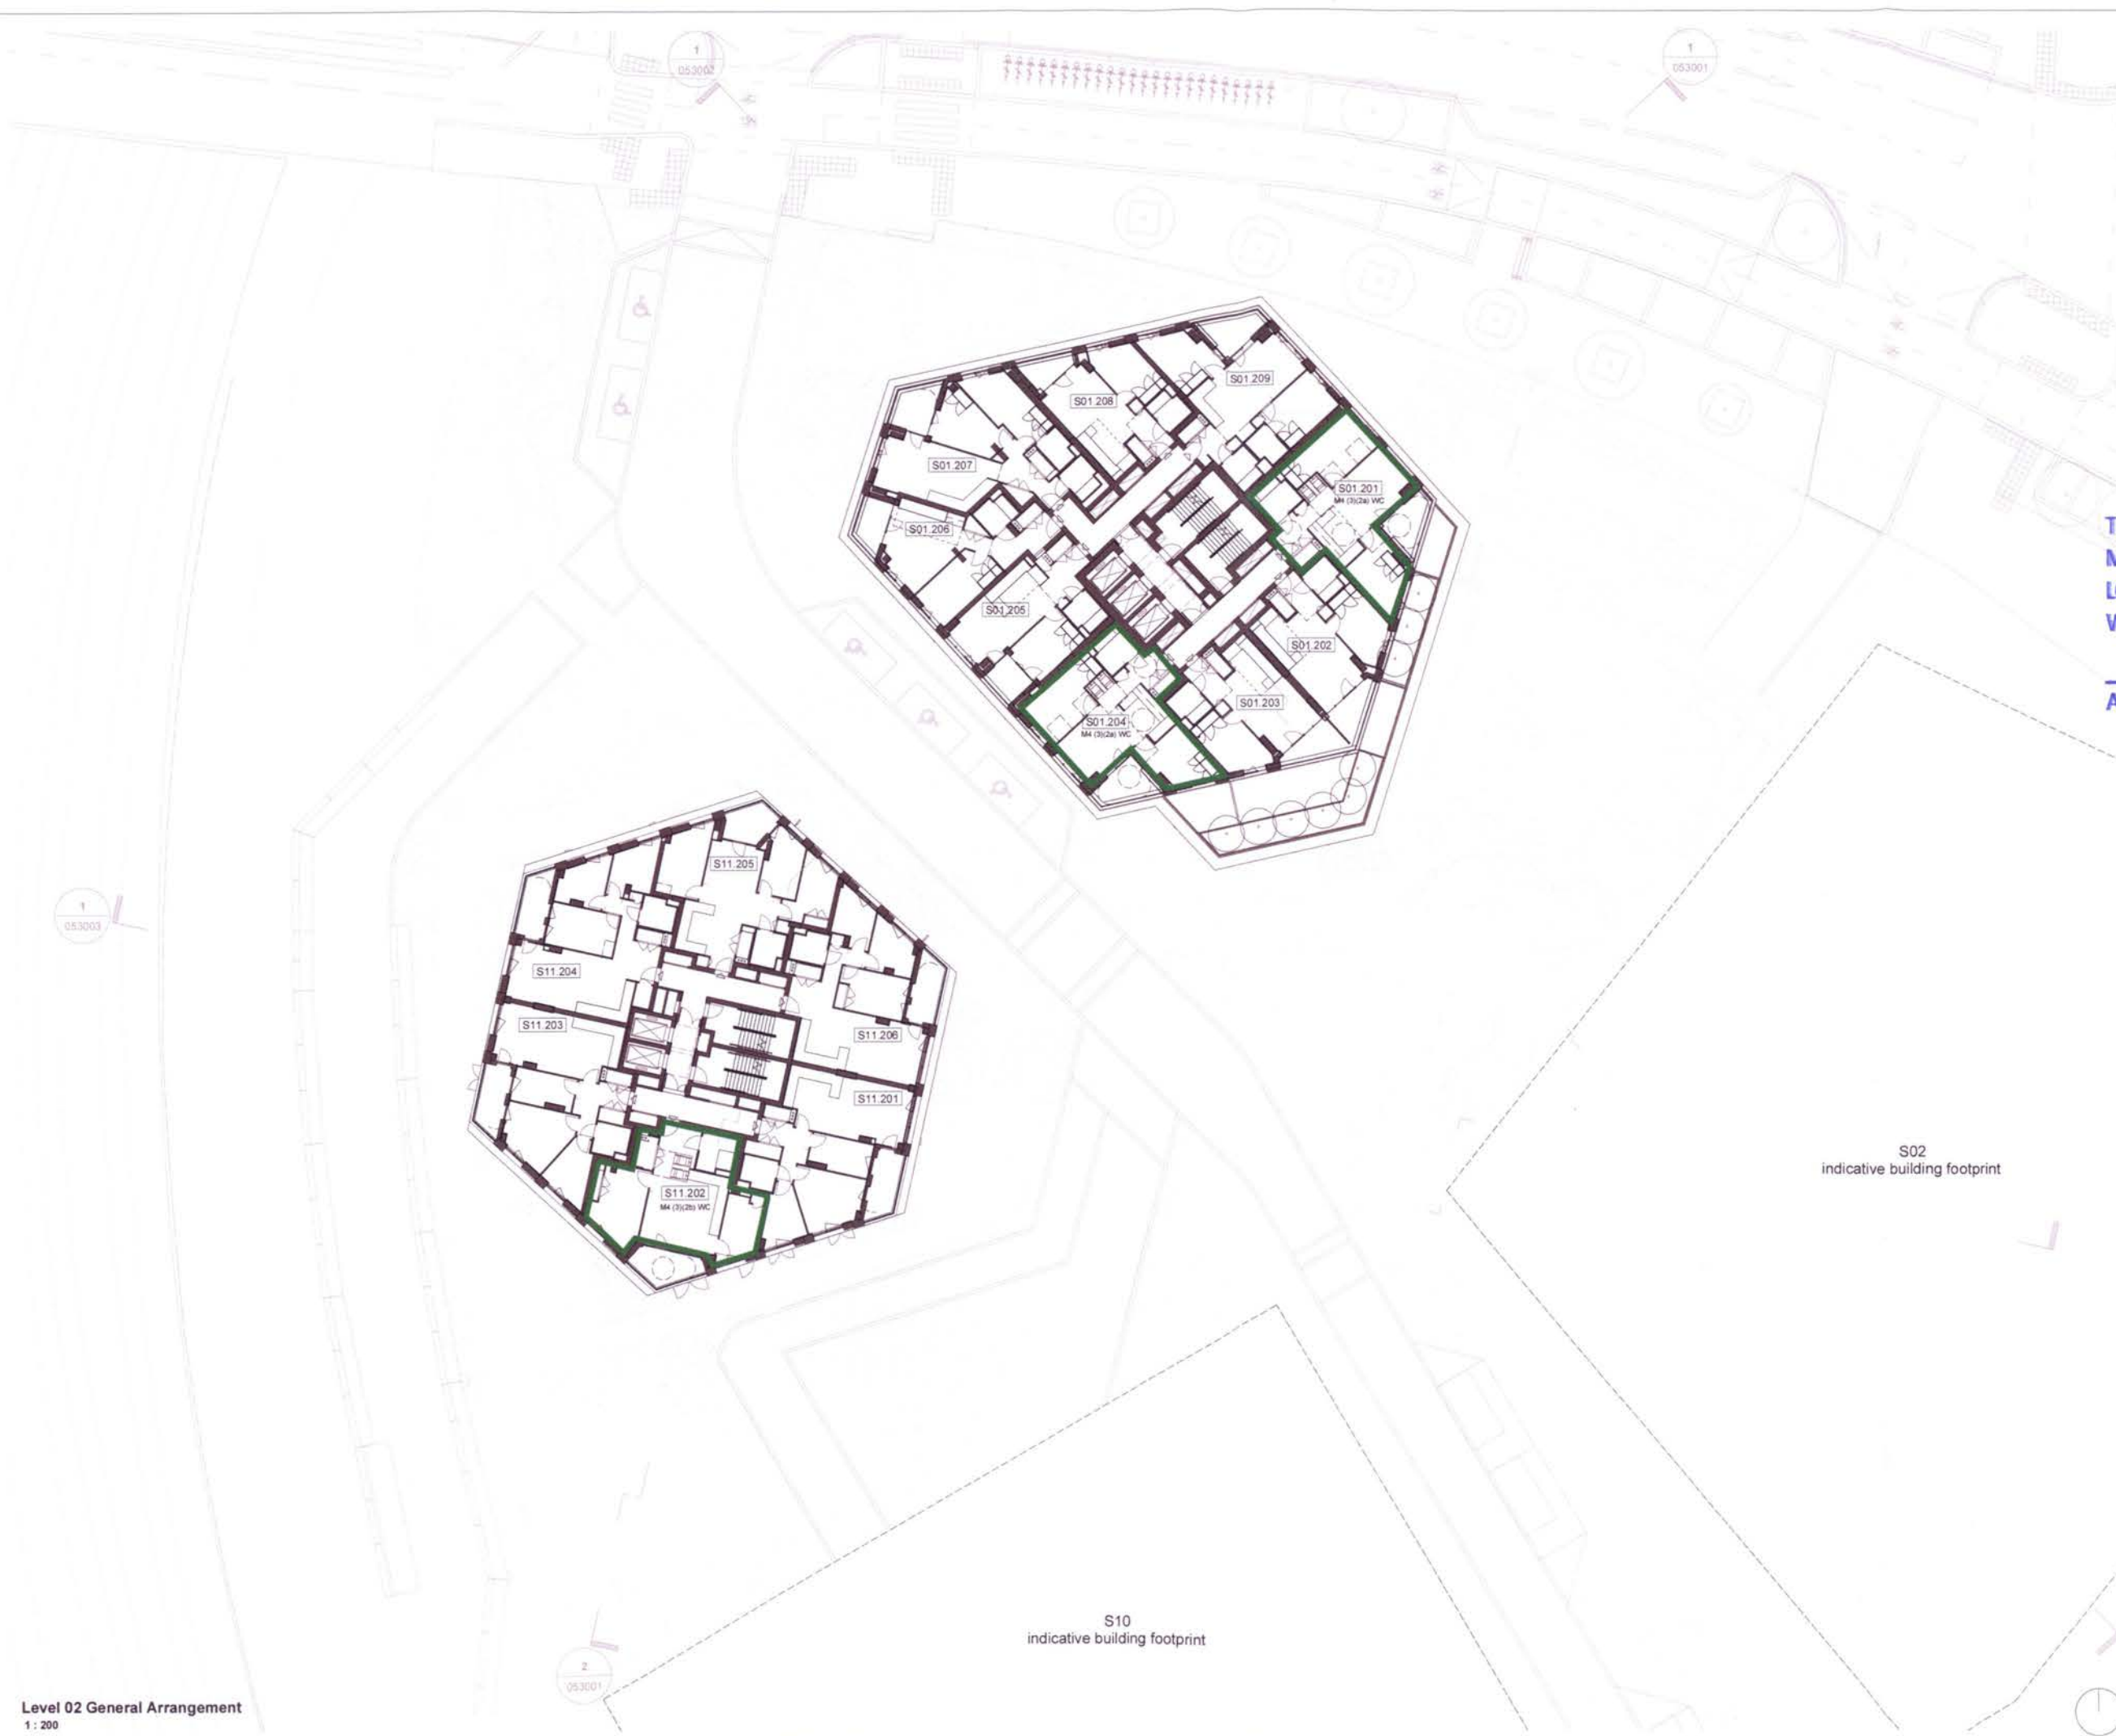 1
053002
1
053001
S01.209
S01.208
S01.207
S01.201
M4 (3)(2a) WC
S01.206
S01.205
S01.202
S01.203
S01.204
M4 (3)(2a) WC
S11.205
1
053003
S11.204
S11.203
S11.206
S11.201
S11.202
M4 (3)(2b) WC
S02
indicative building footprint
S10
indicative building footprint
2
053001
Level 02 General Arrangement
1 : 200